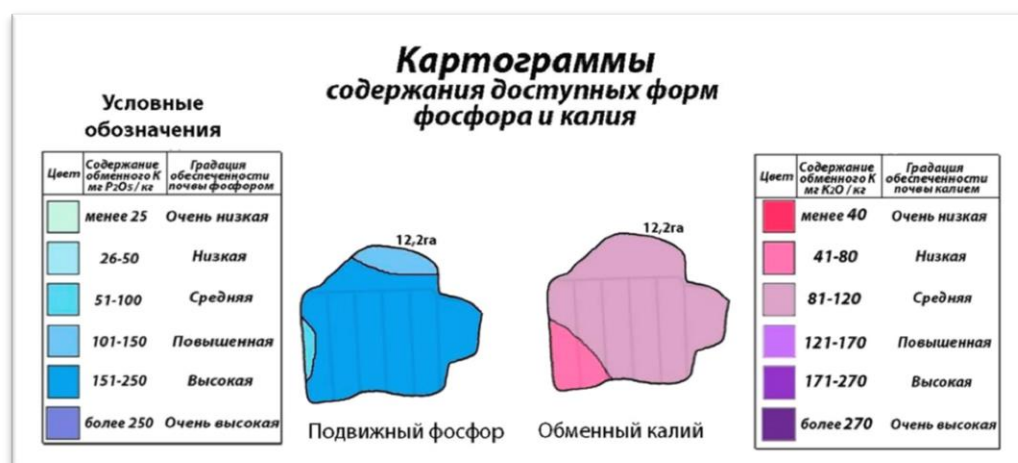 Картограммы
содержания доступных форм
фосфора и калия
Условные
обозначения
Цвет
Содержание
обменного К
мг P2O5 / кг
Градация
обеспеченности
почвы фосфором
менее 25 Очень низкая
26-50 Низкая
51-100 Средняя
101-150 Повышенная
151-250 Высокая
более 250 Очень высокая
12,2га
Подвижный фосфор
12,2га
Обменный калий
Цвет
Содержание
обменного К
мг K2O / кг
Градация
обеспеченности
почвы калием
менее 40 Очень низкая
41-80 Низкая
81-120 Средняя
121-170 Повышенная
171-270 Высокая
более 270 Очень высокая